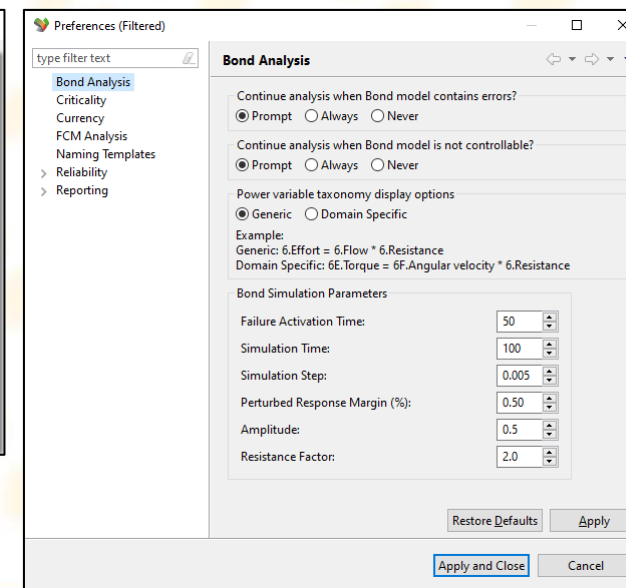 Preferences (Filtered)
type filter text
Bond Analysis
Criticality
Currency
FCM Analysis
Naming Templates
Reliability
Reporting
Bond Analysis
Continue analysis when Bond model contains errors?
Prompt Always Never
Continue analysis when Bond model is not controllable?
Prompt Always Never
Power variable taxonomy display options
Generic Domain Specific
Example:
Generic: 6.Effort = 6.Flow * 6.Resistance
Domain Specific: 6E.Torque = 6F.Angular velocity * 6.Resistance
Bond Simulation Parameters
Failure Activation Time: 50
Simulation Time: 100
Simulation Step: 0.005
Perturbed Response Margin (%): 0.50
Amplitude: 0.5
Resistance Factor: 2.0
Restore Defaults Apply
Apply and Close Cancel